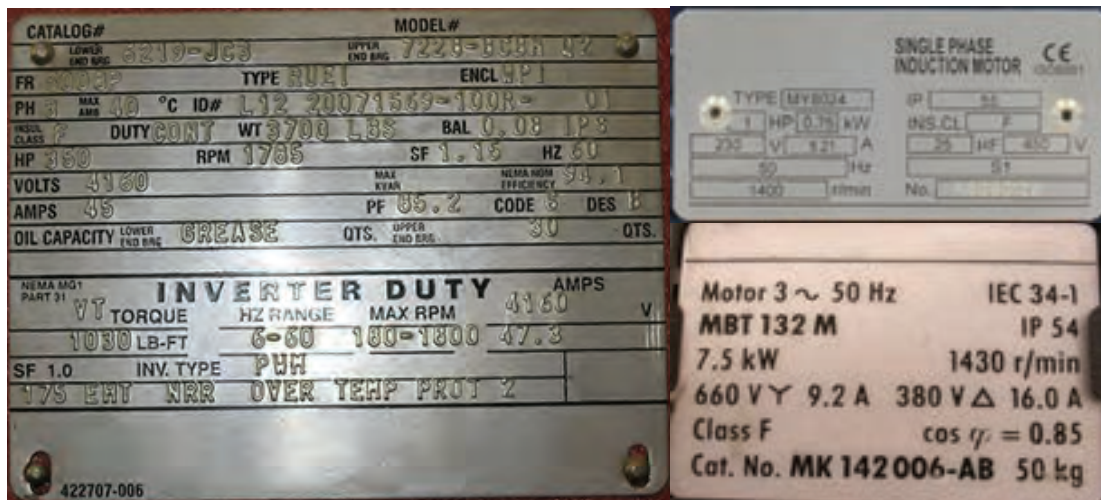 CATALOG# MODEL#
LOWER END BRG 6219-JC3 UPPER END BRG 7228-BCBM Q2
FR TYPE RUEI ENCL WP1
PH 3 MAX AMB 40 °C ID# L12 20071569-100R- 01
INSUL CLASS F DUTY CONT WT 3700 LBS BAL 0.08 IPS
HP 350 RPM 1785 SF 1.15 HZ 60
VOLTS 4160 MAX KVAR NEMA NOM EFFICIENCY 94.1
AMPS 45 PF 85.2 CODE DES B
OIL CAPACITY LOWER END BRG GREASE QTS. UPPER END BRG 30 QTS.
NEMA MG1 PART 31 INVERTER DUTY AMPS
VT TORQUE HZ RANGE MAX RPM 4160 V
1030 LB-FT 6-60 180-1800 47.3
SF 1.0 INV. TYPE PWM
175 EHT NRR OVER TEMP PROT 2
422707-006
SINGLE PHASE
INDUCTION MOTOR CE
TYPE MY8024 IP 55
1 HP 0.75 kW INS.CL F
230 V A 25 µF 450 V
50 Hz S1
1400 r/min No.
Motor 3 ~ 50 Hz IEC 34-1
MBT 132 M IP 54
7.5 kW 1430 r/min
660 V Y 9.2 A 380 V Δ 16.0 A
Class F cos φ = 0.85
Cat. No. MK 142006-AB 50 kg